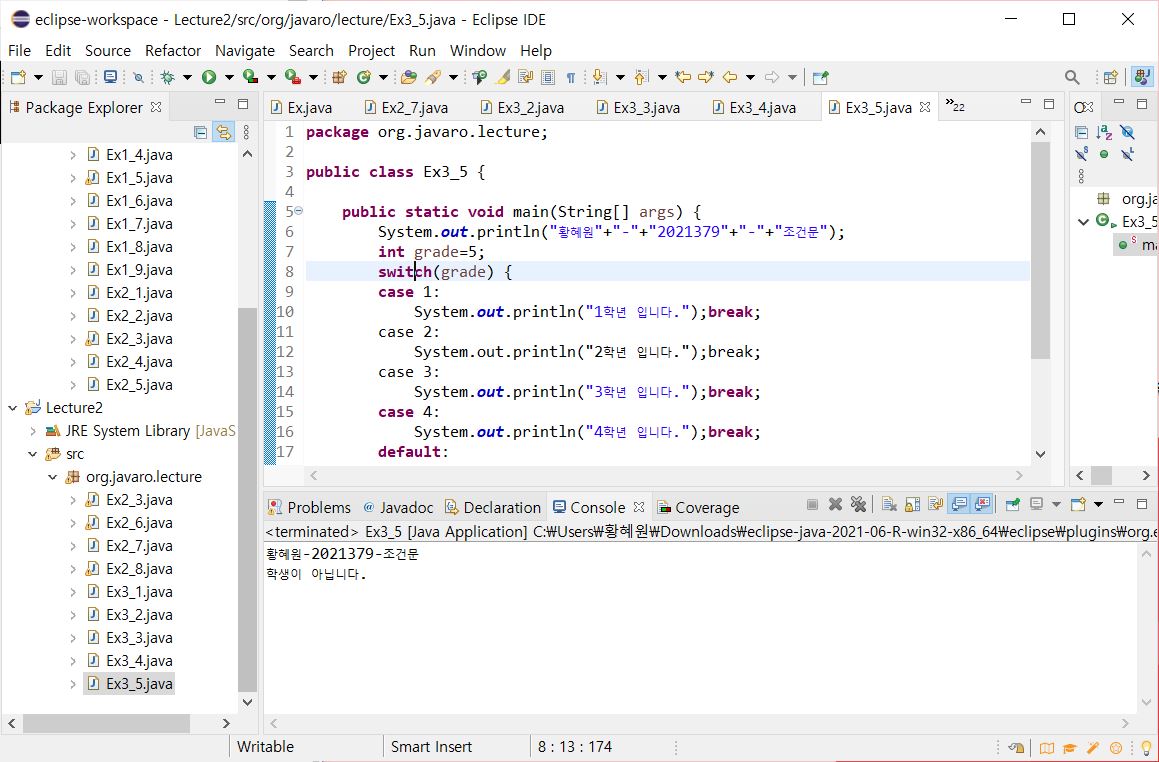 eclipse-workspace - Lecture2/src/org/javaro/lecture/Ex3_5.java - Eclipse IDE
File Edit Source Refactor Navigate Search Project Run Window Help
Package Explorer
Ex1_4.java
Ex1_5.java
Ex1_6.java
Ex1_7.java
Ex1_8.java
Ex1_9.java
Ex2_1.java
Ex2_2.java
Ex2_3.java
Ex2_4.java
Ex2_5.java
Lecture2
JRE System Library [JavaS
src
org.javaro.lecture
Ex2_3.java
Ex2_6.java
Ex2_7.java
Ex2_8.java
Ex3_1.java
Ex3_2.java
Ex3_3.java
Ex3_4.java
Ex3_5.java
Ex.java Ex2_7.java Ex3_2.java Ex3_3.java Ex3_4.java Ex3_5.java »22
1 package org.javaro.lecture;
2
3 public class Ex3_5 {
4
5 public static void main(String[] args) {
6 System.out.println("황혜원"+"-"+"2021379"+"-"+"조건문");
7 int grade=5;
8 switch(grade) {
9 case 1:
10 System.out.println("1학년 입니다.");break;
11 case 2:
12 System.out.println("2학년 입니다.");break;
13 case 3:
14 System.out.println("3학년 입니다.");break;
15 case 4:
16 System.out.println("4학년 입니다.");break;
17 default:
org.ja
Ex3_5
ma
Problems @ Javadoc Declaration Console Coverage
<terminated> Ex3_5 [Java Application] C:₩Users₩황혜원₩Downloads₩eclipse-java-2021-06-R-win32-x86_64₩eclipse₩plugins₩org.e
황혜원-2021379-조건문
학생이 아닙니다.
Writable Smart Insert 8 : 13 : 174